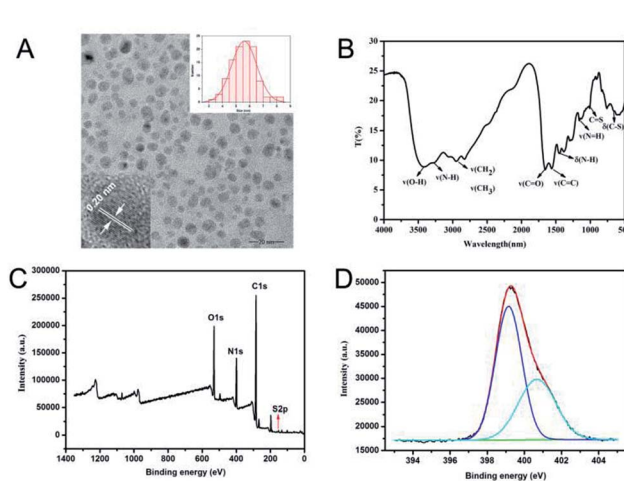 A
0.20 nm
20 nm
B
T(%)
30
25
20
15
10
5
0
ν(O-H)
ν(N-H)
ν(CH2)
ν(CH3)
ν(C=O)
ν(C=C)
δ(N-H)
ν(N=H)
C=S
δ(C-S)
4000 3500 3000 2500 2000 1500 1000 500
Wavelength(nm)
C
Intensity (a.u.)
300000
250000
200000
150000
100000
50000
0
O1s
N1s
C1s
S2p
1400 1200 1000 800 600 400 200 0
Binding energy (eV)
D
Intensity (a.u.)
50000
45000
40000
35000
30000
25000
20000
15000
394 396 398 400 402 404
Binding energy (eV)